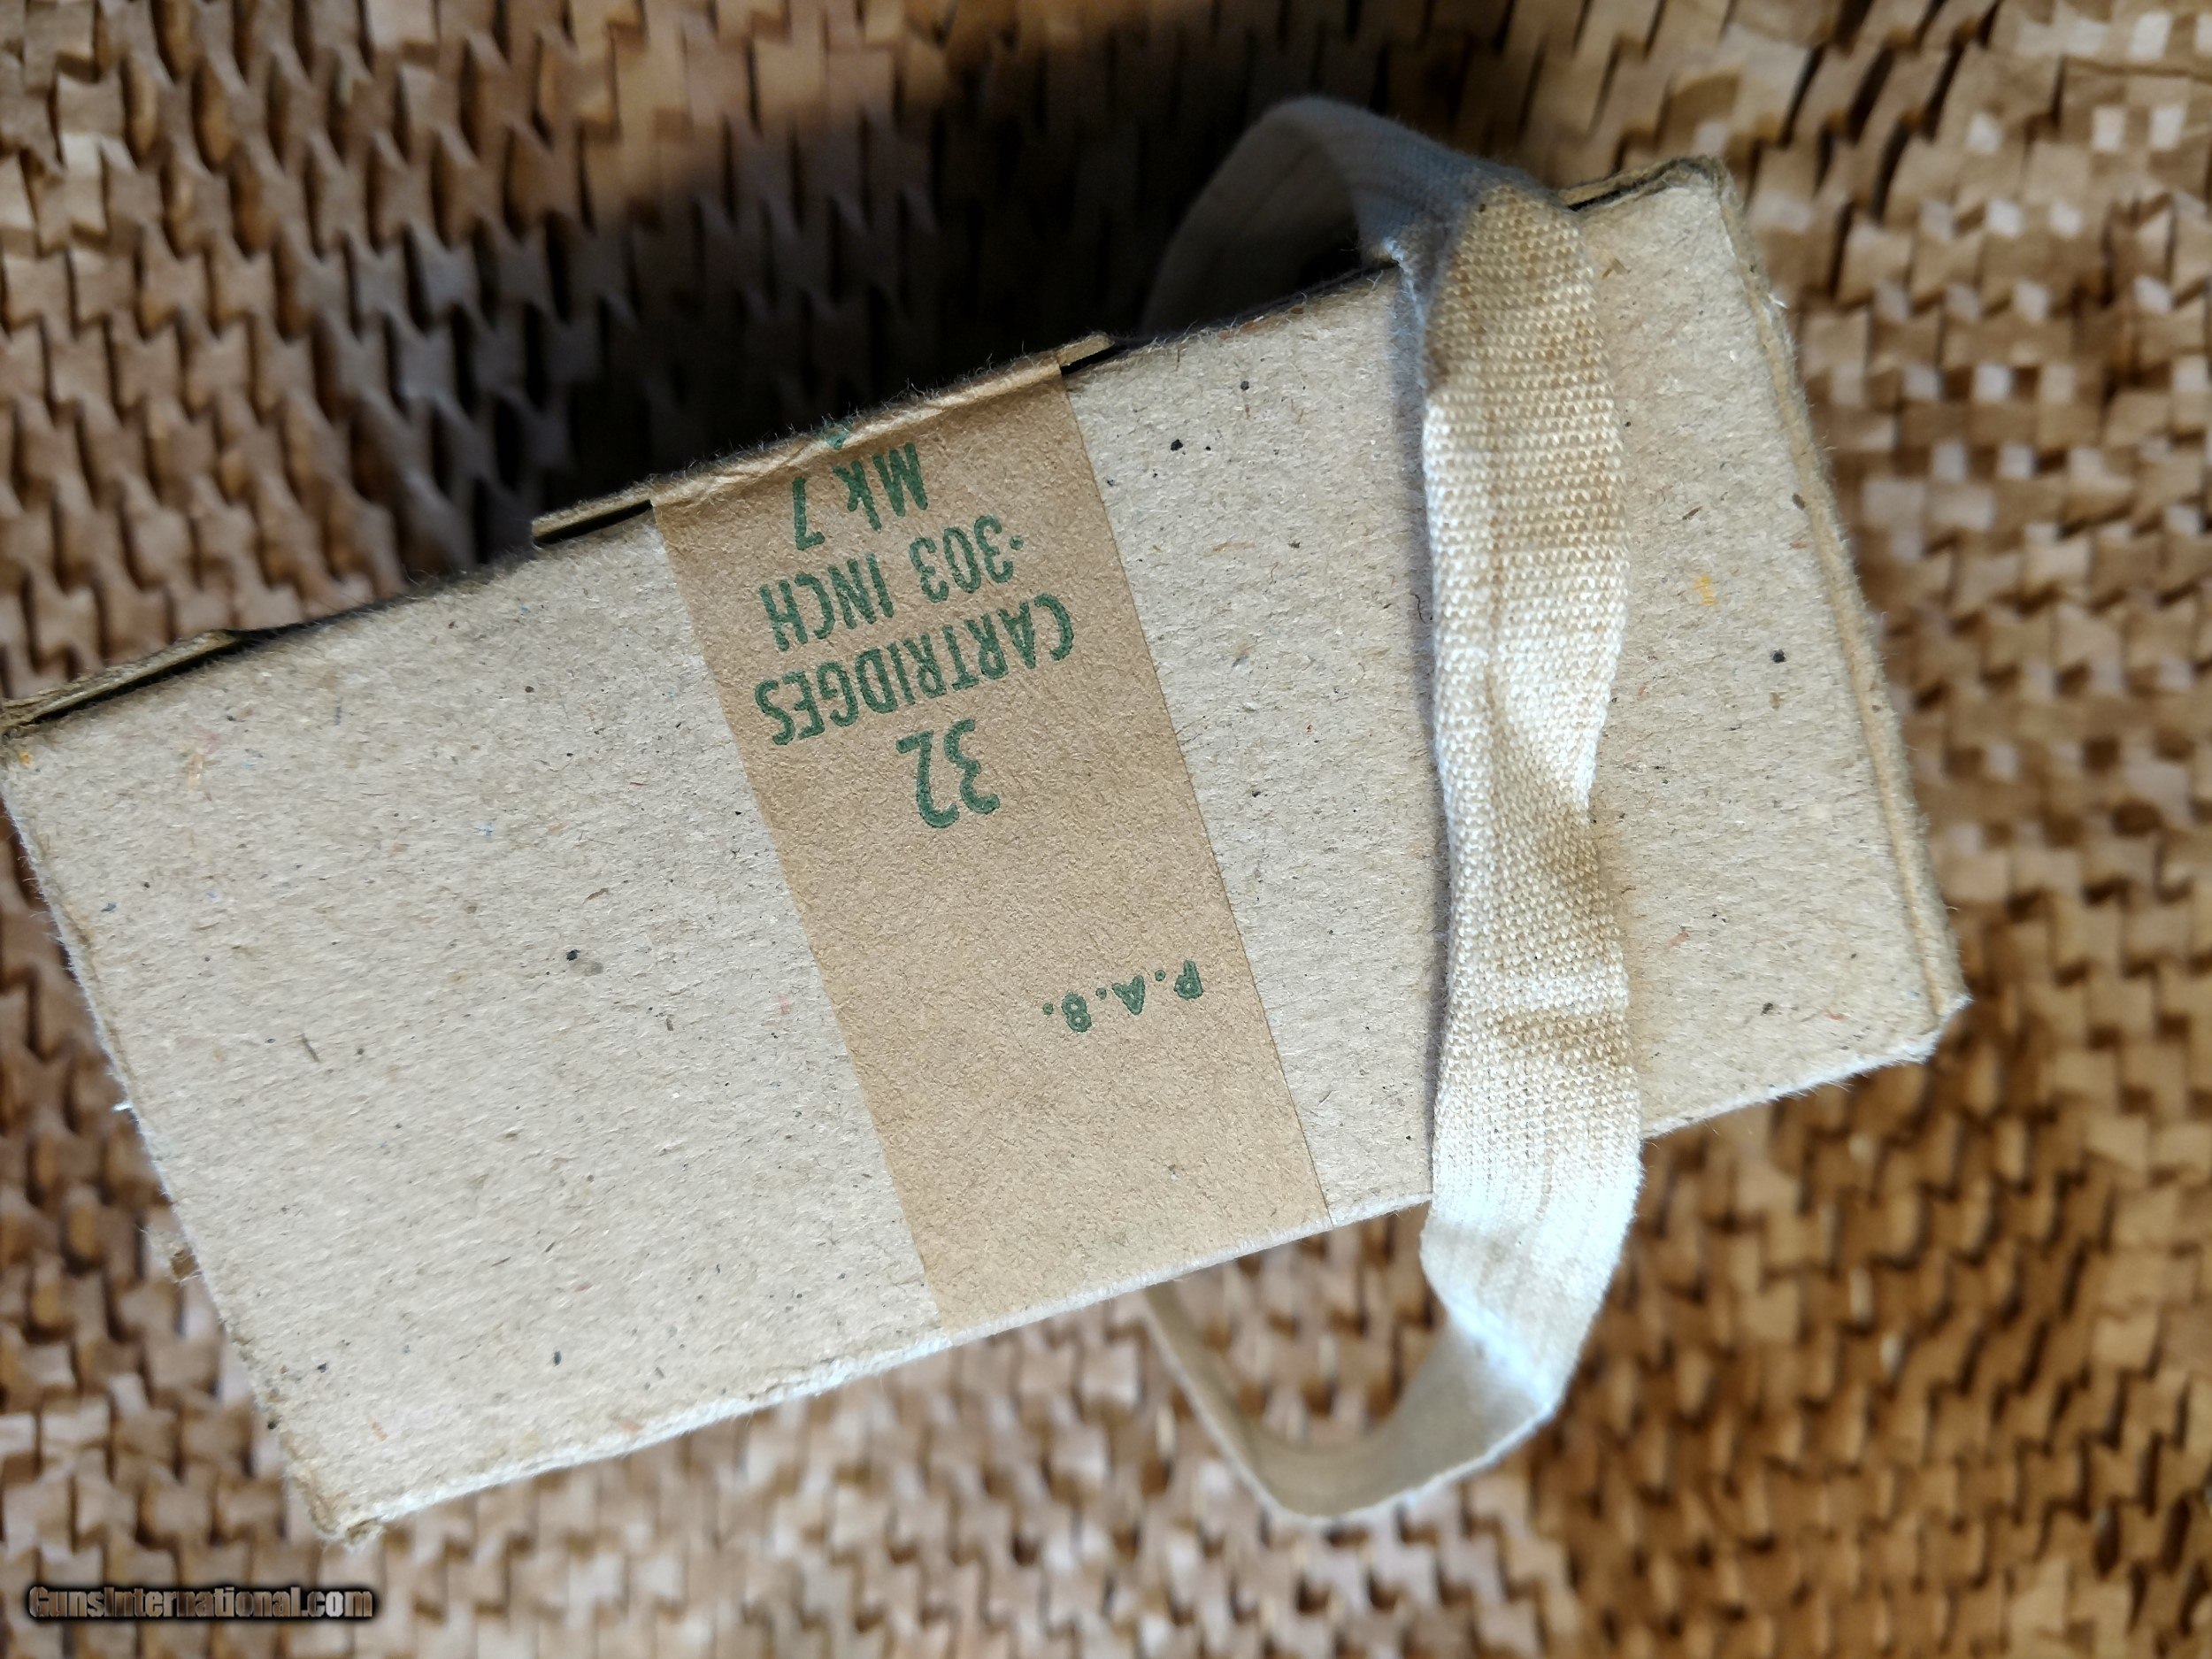 P.A.8.
32
CARTRIDGES
·303 INCH
Mk 7
GunsInternational.com